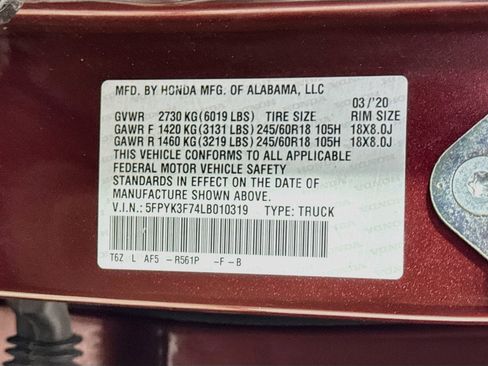 MFD. BY HONDA MFG. OF ALABAMA, LLC
03/'20
GVWR 2730 KG(6019 LBS) TIRE SIZE RIM SIZE
GAWR F 1420 KG(3131 LBS) 245/60R18 105H 18X8.0J
GAWR R 1460 KG(3219 LBS) 245/60R18 105H 18X8.0J
THIS VEHICLE CONFORMS TO ALL APPLICABLE
FEDERAL MOTOR VEHICLE SAFETY
STANDARDS IN EFFECT ON THE DATE OF
MANUFACTURE SHOWN ABOVE.
V.I.N.: 5FPYK3F74LB010319 TYPE: TRUCK
T6Z L AF5 -R561P -F-B